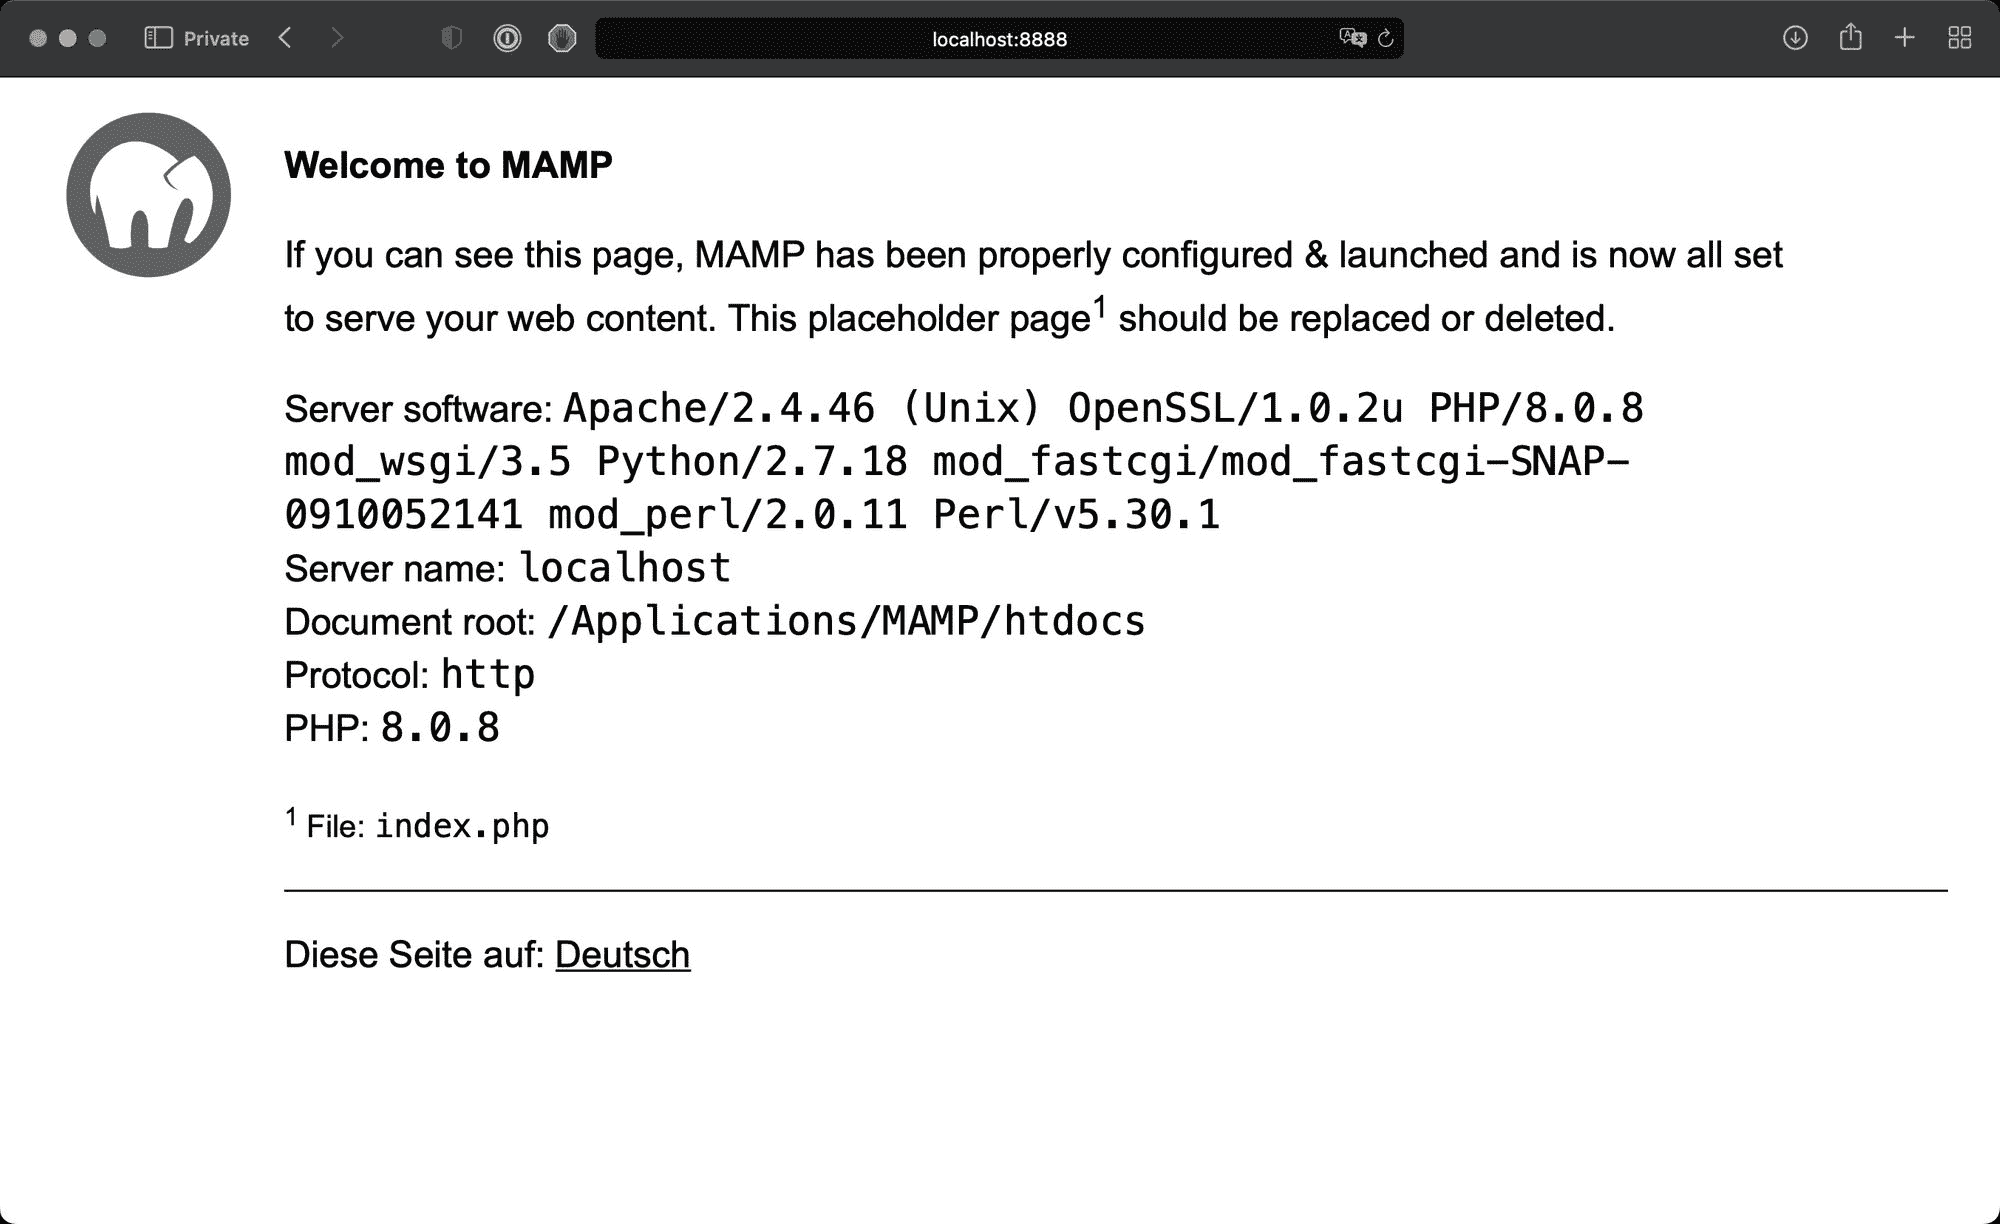 Private
localhost:8888
Welcome to MAMP
If you can see this page, MAMP has been properly configured & launched and is now all set
to serve your web content. This placeholder page1 should be replaced or deleted.
Server software: Apache/2.4.46 (Unix) OpenSSL/1.0.2u PHP/8.0.8
mod_wsgi/3.5 Python/2.7.18 mod_fastcgi/mod_fastcgi-SNAP-
0910052141 mod_perl/2.0.11 Perl/v5.30.1
Server name: localhost
Document root: /Applications/MAMP/htdocs
Protocol: http
PHP: 8.0.8
1 File: index.php
Diese Seite auf: Deutsch